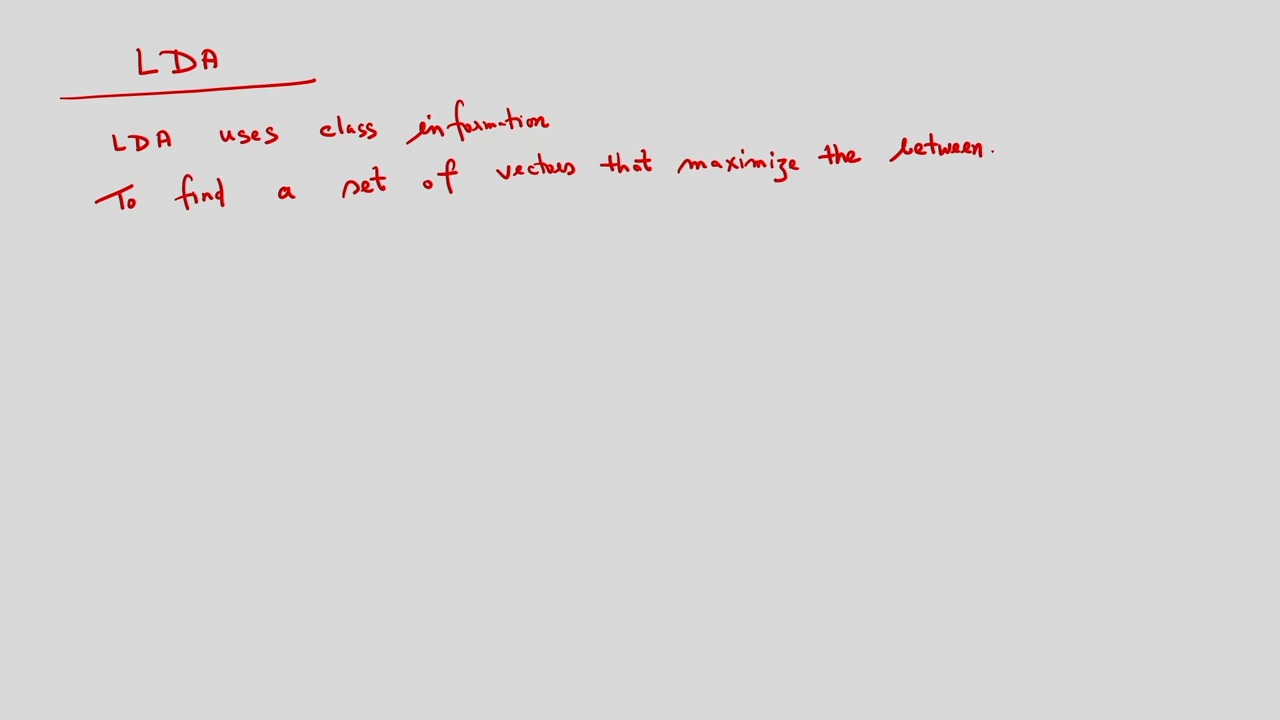 LDA
LDA uses class information
To find a set of vectors that maximize the between.